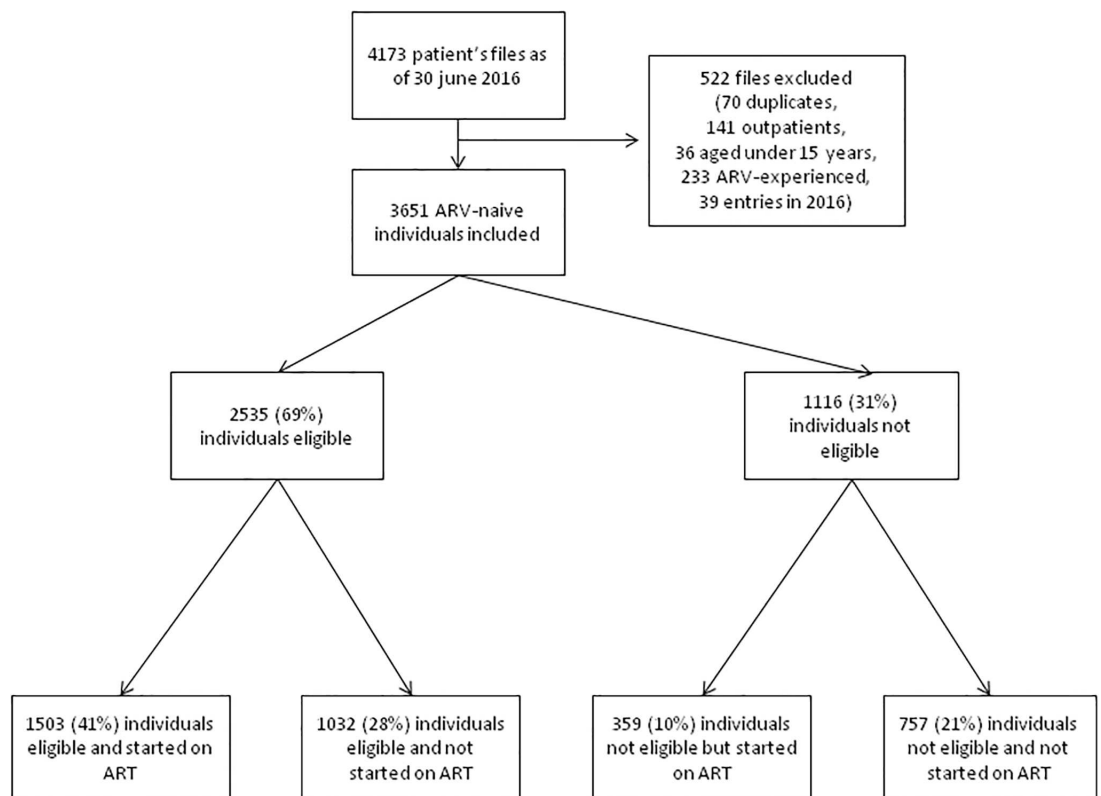 4173 patient's files as
of 30 june 2016
522 files excluded
(70 duplicates,
141 outpatients,
36 aged under 15 years,
233 ARV-experienced,
39 entries in 2016)
3651 ARV-naive
individuals included
2535 (69%)
individuals eligible
1116 (31%)
individuals not
eligible
1503 (41%) individuals
eligible and started on
ART
1032 (28%) individuals
eligible and not
started on ART
359 (10%) individuals
not eligible but started
on ART
757 (21%) individuals
not eligible and not
started on ART